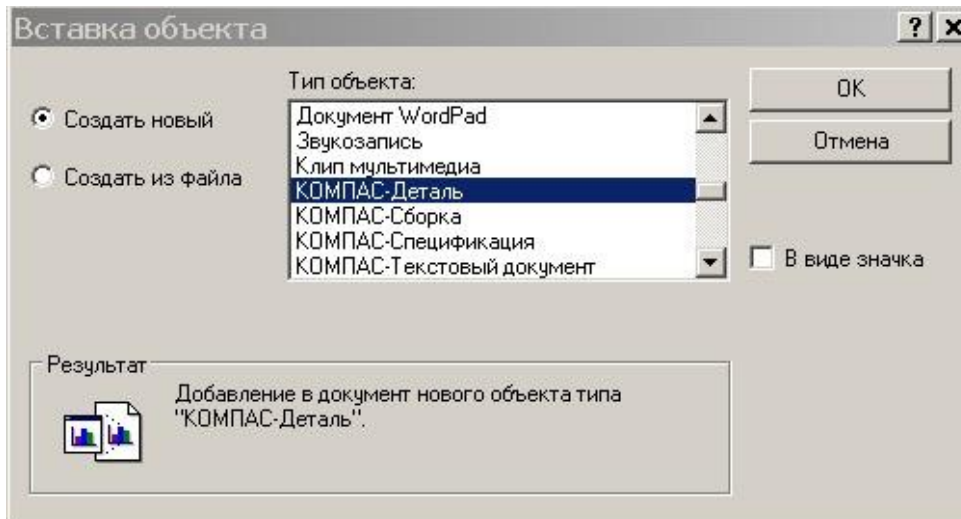 Вставка объекта
Тип объекта:
Создать новый
Создать из файла
Документ WordPad
Звукозапись
Клип мультимедиа
КОМПАС-Деталь
КОМПАС-Сборка
КОМПАС-Спецификация
КОМПАС-Текстовый документ
OK
Отмена
В виде значка
Результат
Добавление в документ нового объекта типа
"КОМПАС-Деталь".